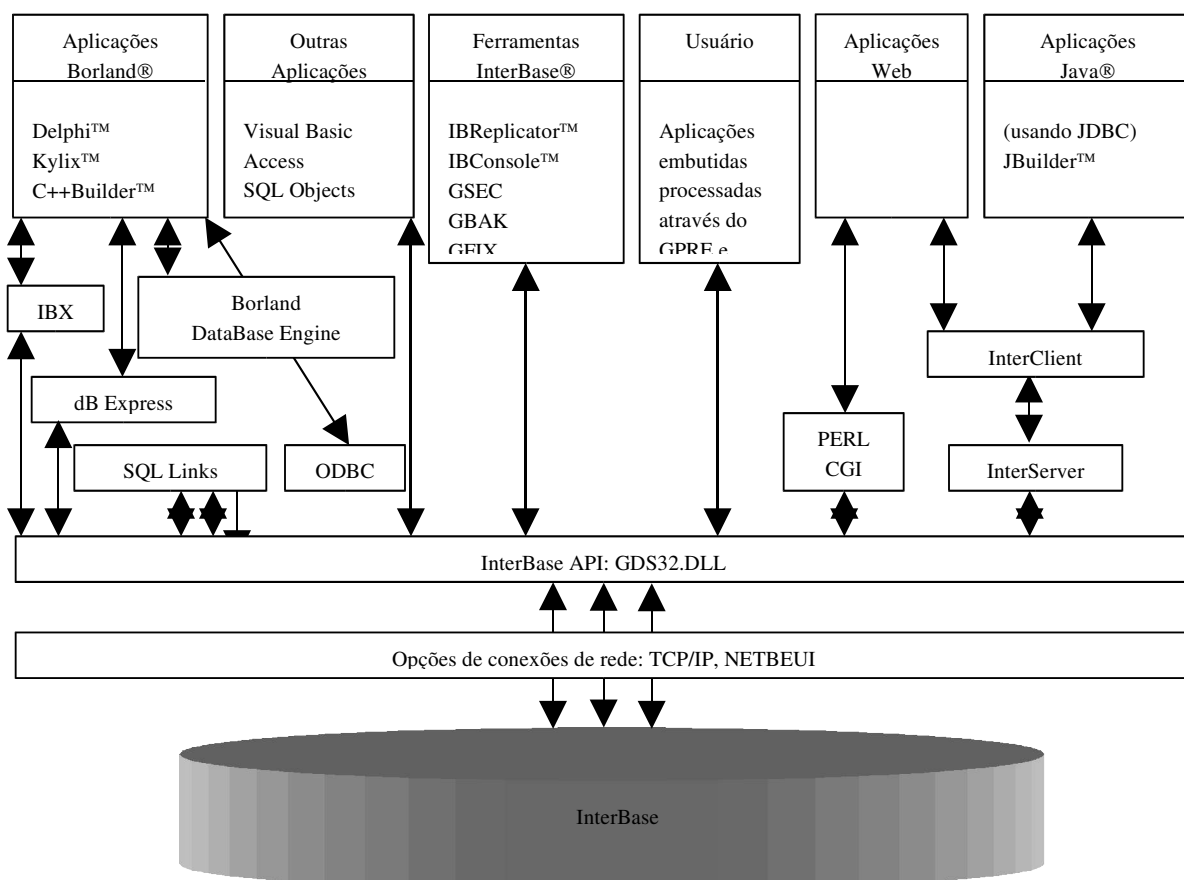 Aplicações
Borland®
Delphi™
Kylix™
C++Builder™
Outras
Aplicações
Visual Basic
Access
SQL Objects
Ferramentas
InterBase®
IBReplicator™
IBConsole™
GSEC
GBAK
GFIX
Usuário
Aplicações
embutidas
processadas
através do
GPRE e
Aplicações
Web
Aplicações
Java®
(usando JDBC)
JBuilder™
IBX
Borland
DataBase Engine
InterClient
dB Express
PERL
CGI
SQL Links
ODBC
InterServer
InterBase API: GDS32.DLL
Opções de conexões de rede: TCP/IP, NETBEUI
InterBase